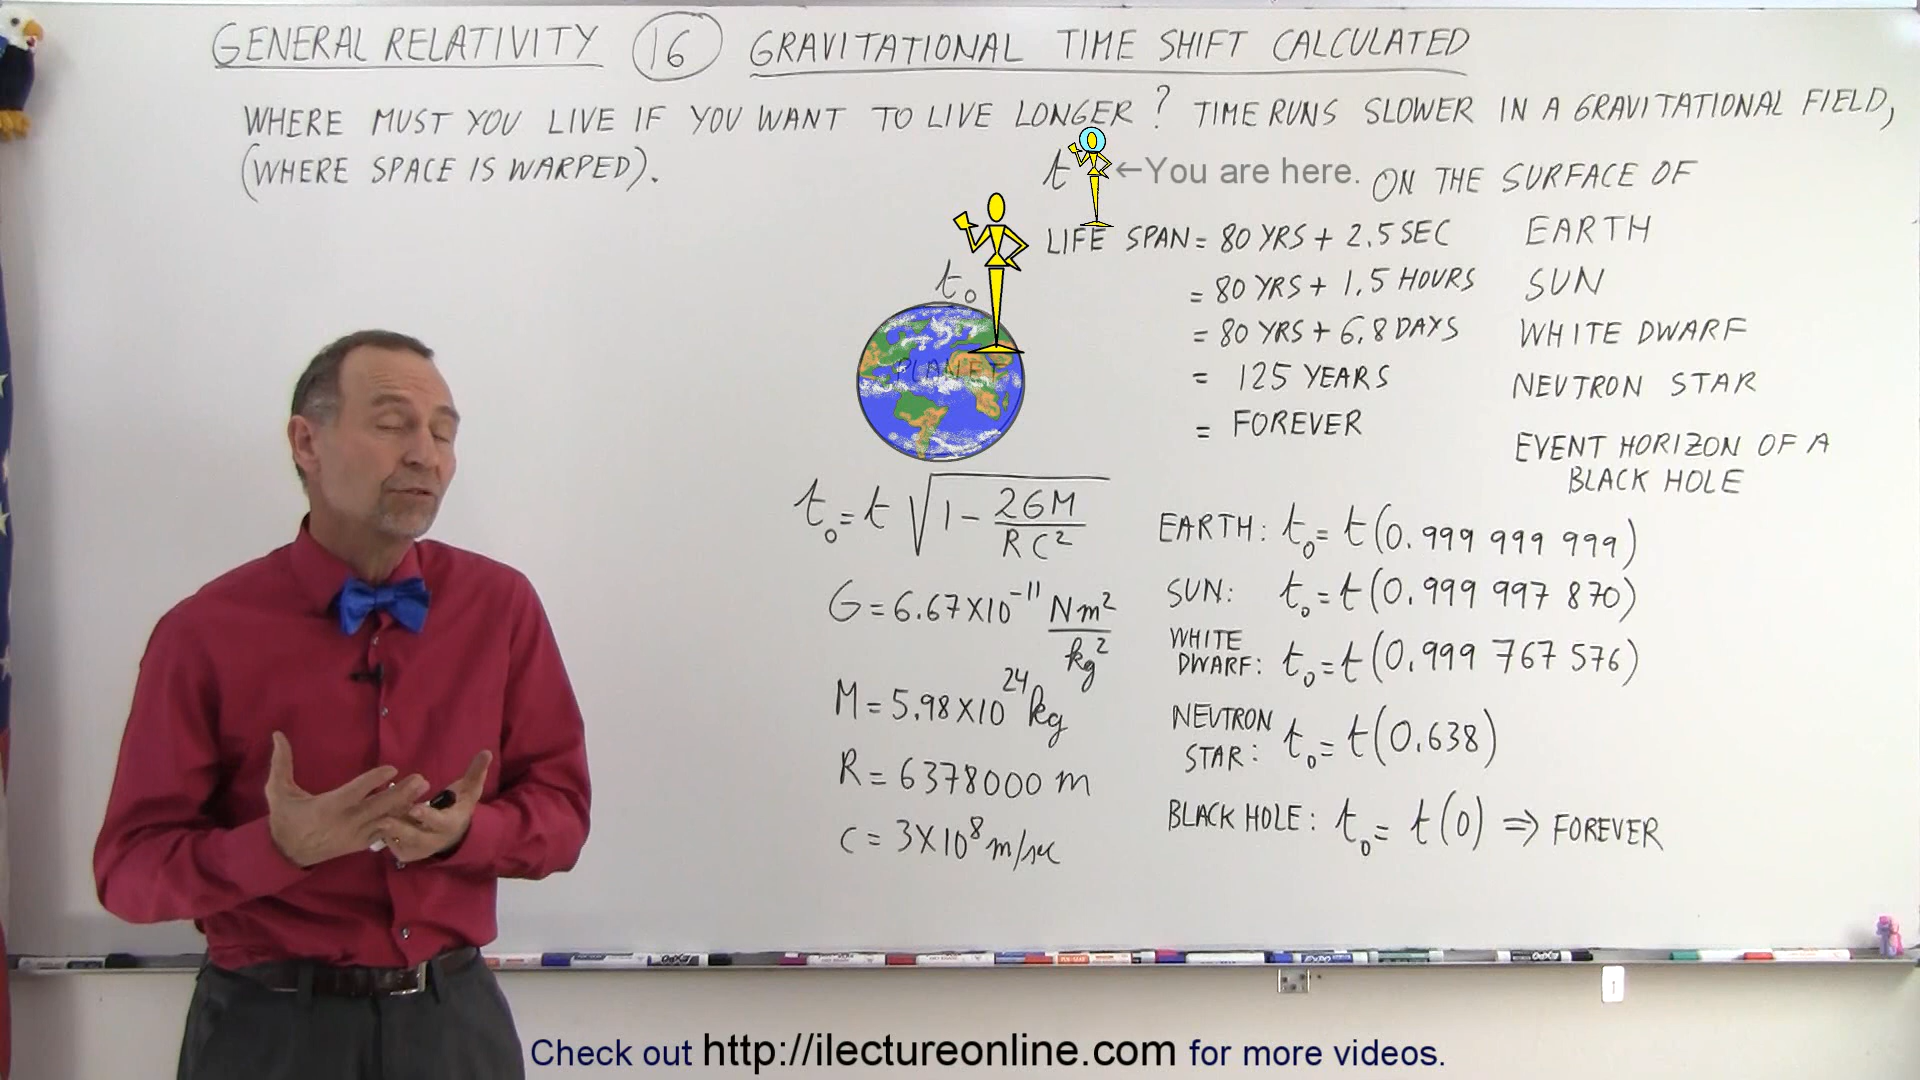 GENERAL RELATIVITY 16 GRAVITATIONAL TIME SHIFT CALCULATED
WHERE MUST YOU LIVE IF YOU WANT TO LIVE LONGER? TIME RUNS SLOWER IN A GRAVITATIONAL FIELD,
(WHERE SPACE IS WARPED).
t ←You are here. ON THE SURFACE OF
LIFE SPAN = 80 YRS + 2.5 SEC EARTH
= 80 YRS + 1.5 HOURS SUN
= 80 YRS + 6.8 DAYS WHITE DWARF
= 125 YEARS NEUTRON STAR
= FOREVER EVENT HORIZON OF A
BLACK HOLE
t₀
PLANET
t₀ = t √(1 - 2GM / RC²)
G = 6.67 X 10⁻¹¹ Nm² / kg²
M = 5.98 X 10²⁴ kg
R = 6378000 m
C = 3 X 10⁸ m/sec
EARTH: t₀ = t (0.999 999 999)
SUN: t₀ = t (0.999 997 870)
WHITE
DWARF: t₀ = t (0.999 767 576)
NEUTRON
STAR: t₀ = t (0.638)
BLACK HOLE: t₀ = t (0) ⇒ FOREVER
Check out http://ilectureonline.com for more videos.